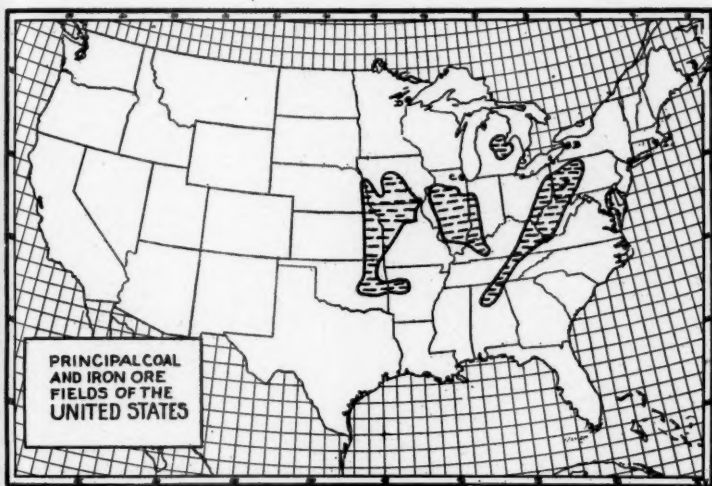 PRINCIPAL COAL
AND IRON ORE
FIELDS OF THE
UNITED STATES